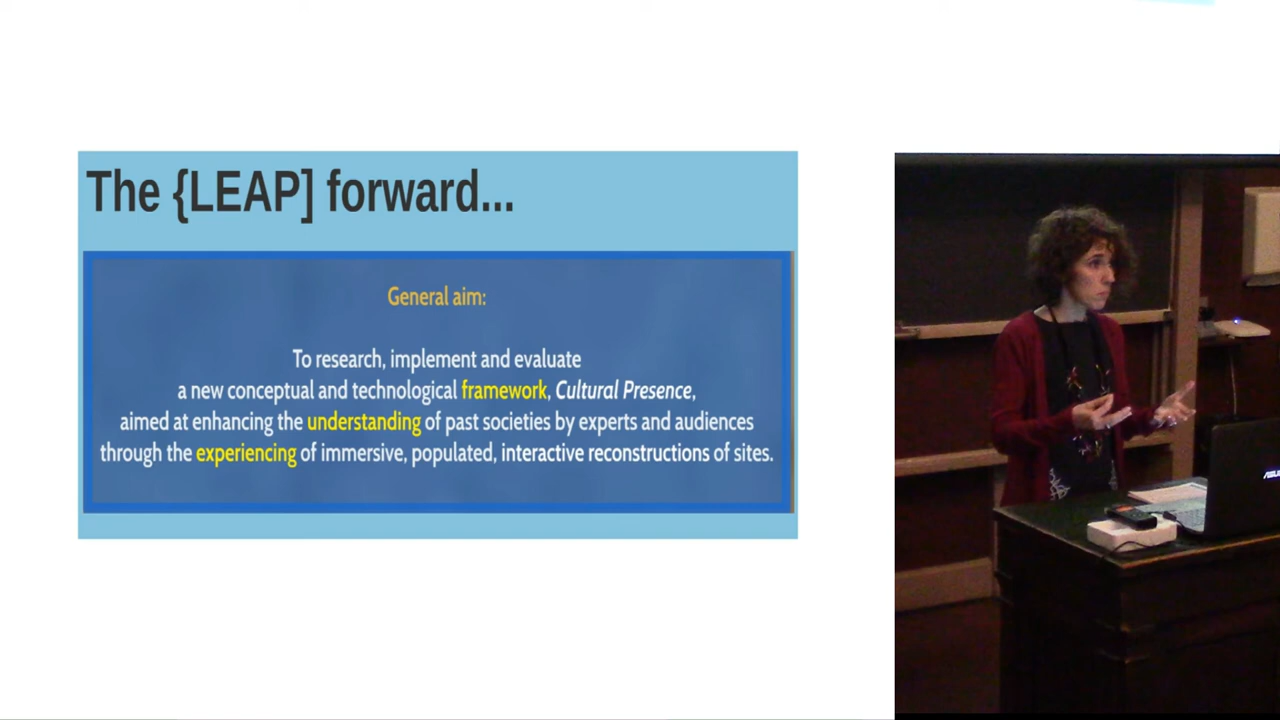 The {LEAP] forward...
General aim:
To research, implement and evaluate
a new conceptual and technological framework, Cultural Presence,
aimed at enhancing the understanding of past societies by experts and audiences
through the experiencing of immersive, populated, interactive reconstructions of sites.